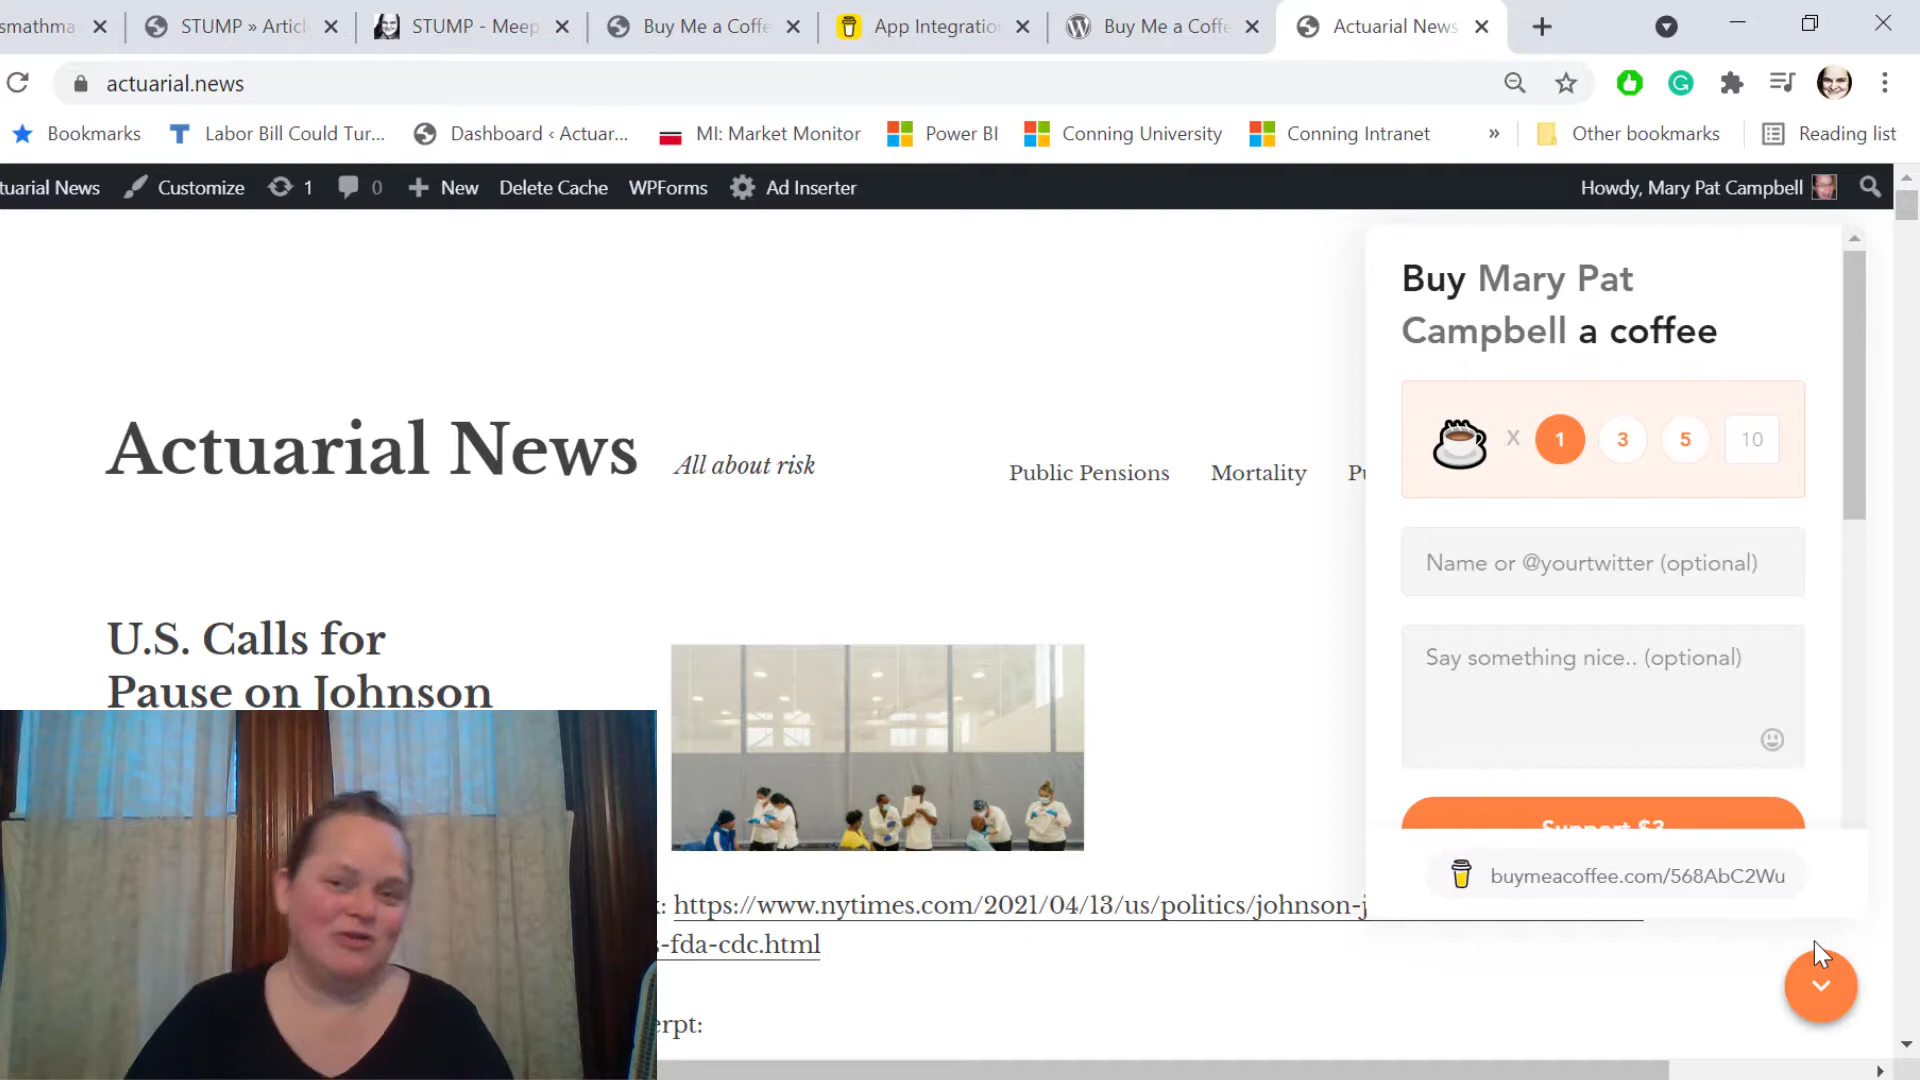 smathma
STUMP » Articl
STUMP - Meep
Buy Me a Coffe
App Integratio
Buy Me a Coffe
Actuarial News
actuarial.news
Bookmarks
Labor Bill Could Tur...
Dashboard ‹ Actuar...
MI: Market Monitor
Power BI
Conning University
Conning Intranet
»
Other bookmarks
Reading list
tuarial News
Customize
1
0
New
Delete Cache
WPForms
Ad Inserter
Howdy, Mary Pat Campbell
Buy Mary Pat
Campbell a coffee
X 1 3 5 10
Actuarial News
All about risk
Public Pensions
Mortality
Pu
Name or @yourtwitter (optional)
U.S. Calls for
Pause on Johnson
Say something nice.. (optional)
Support $3
buymeacoffee.com/568AbC2Wu
k: https://www.nytimes.com/2021/04/13/us/politics/johnson-j
s-fda-cdc.html
erpt: